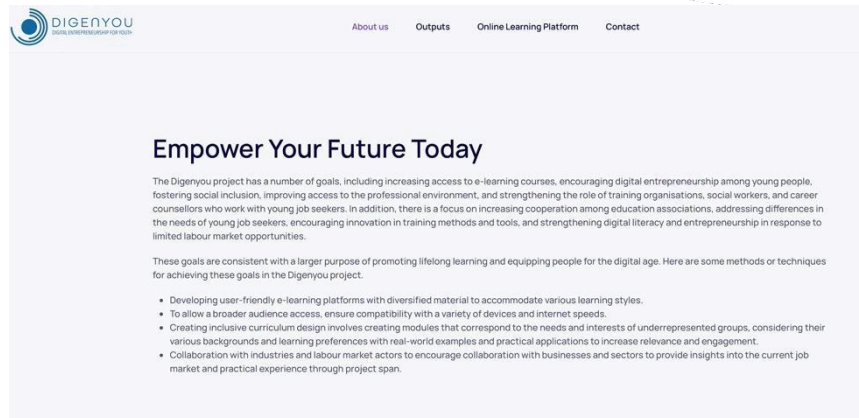 DIGENYOU
DIGITAL ENTREPRENEURSHIP FOR YOUTH
About us Outputs Online Learning Platform Contact
Empower Your Future Today
The Digenyou project has a number of goals, including increasing access to e-learning courses, encouraging digital entrepreneurship among young people,
fostering social inclusion, improving access to the professional environment, and strengthening the role of training organisations, social workers, and career
counsellors who work with young job seekers. In addition, there is a focus on increasing cooperation among education associations, addressing differences in
the needs of young job seekers, encouraging innovation in training methods and tools, and strengthening digital literacy and entrepreneurship in response to
limited labour market opportunities.
These goals are consistent with a larger purpose of promoting lifelong learning and equipping people for the digital age. Here are some methods or techniques
for achieving these goals in the Digenyou project.
• Developing user-friendly e-learning platforms with diversified material to accommodate various learning styles.
• To allow a broader audience access, ensure compatibility with a variety of devices and internet speeds.
• Creating inclusive curriculum design involves creating modules that correspond to the needs and interests of underrepresented groups, considering their
various backgrounds and learning preferences with real-world examples and practical applications to increase relevance and engagement.
• Collaboration with industries and labour market actors to encourage collaboration with businesses and sectors to provide insights into the current job
market and practical experience through project span.